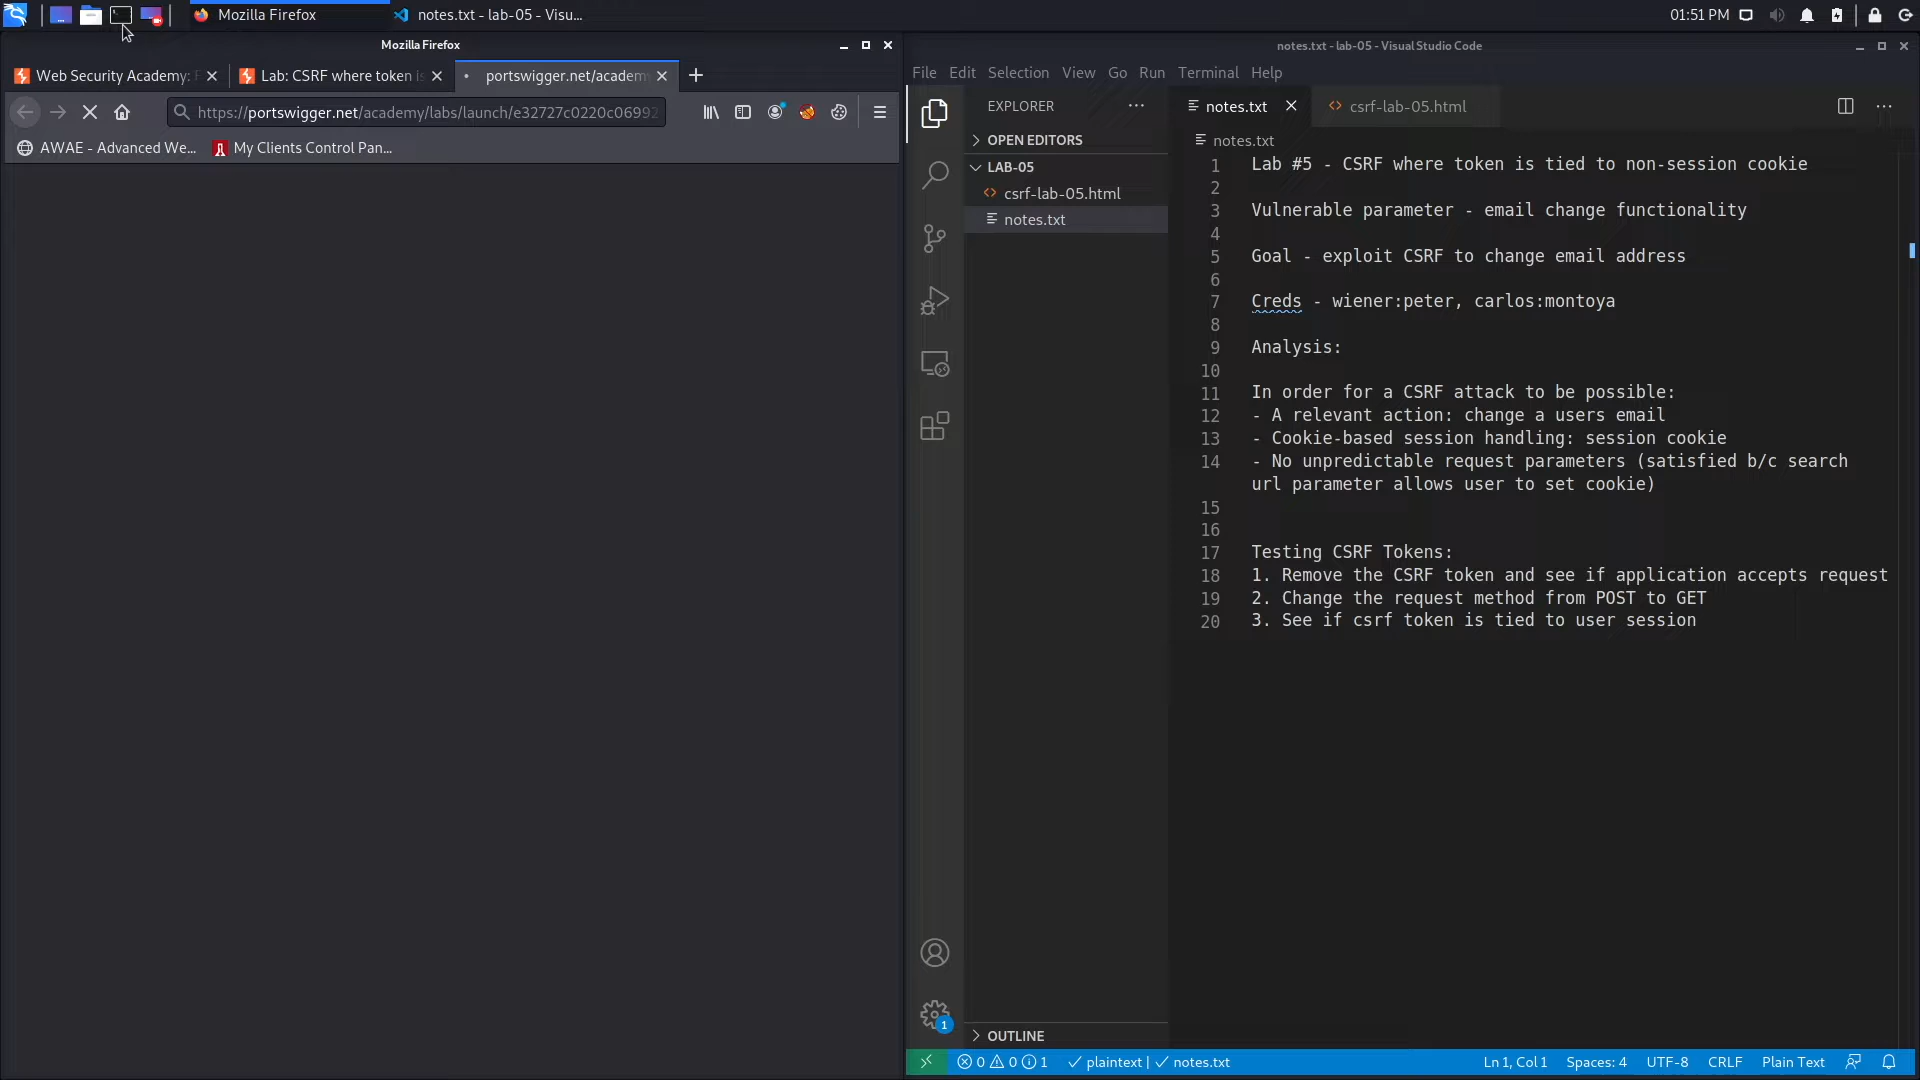 Mozilla Firefox
notes.txt - lab-05 - Visu...
01:51 PM
Mozilla Firefox
Web Security Academy:
Lab: CSRF where token is
portswigger.net/academ
https://portswigger.net/academy/labs/launch/e32727c0220c06992
AWAE - Advanced We...
My Clients Control Pan...
notes.txt - lab-05 - Visual Studio Code
File Edit Selection View Go Run Terminal Help
EXPLORER
OPEN EDITORS
LAB-05
csrf-lab-05.html
notes.txt
OUTLINE
1
notes.txt
csrf-lab-05.html
notes.txt
1 Lab #5 - CSRF where token is tied to non-session cookie
2
3 Vulnerable parameter - email change functionality
4
5 Goal - exploit CSRF to change email address
6
7 Creds - wiener:peter, carlos:montoya
8
9 Analysis:
10
11 In order for a CSRF attack to be possible:
12 - A relevant action: change a users email
13 - Cookie-based session handling: session cookie
14 - No unpredictable request parameters (satisfied b/c search
url parameter allows user to set cookie)
15
16
17 Testing CSRF Tokens:
18 1. Remove the CSRF token and see if application accepts request
19 2. Change the request method from POST to GET
20 3. See if csrf token is tied to user session
0 0 1 plaintext | notes.txt Ln 1, Col 1 Spaces: 4 UTF-8 CRLF Plain Text